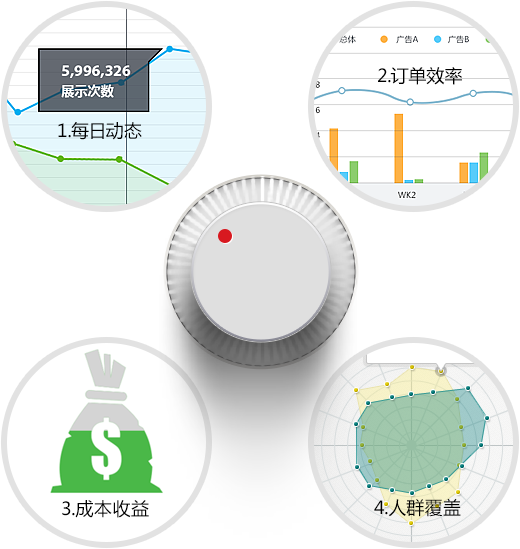 5,996,326
展示次数
1.每日动态
总体 广告A 广告B
2.订单效率
8
6
4
WK2
$
3.成本收益
4.人群覆盖